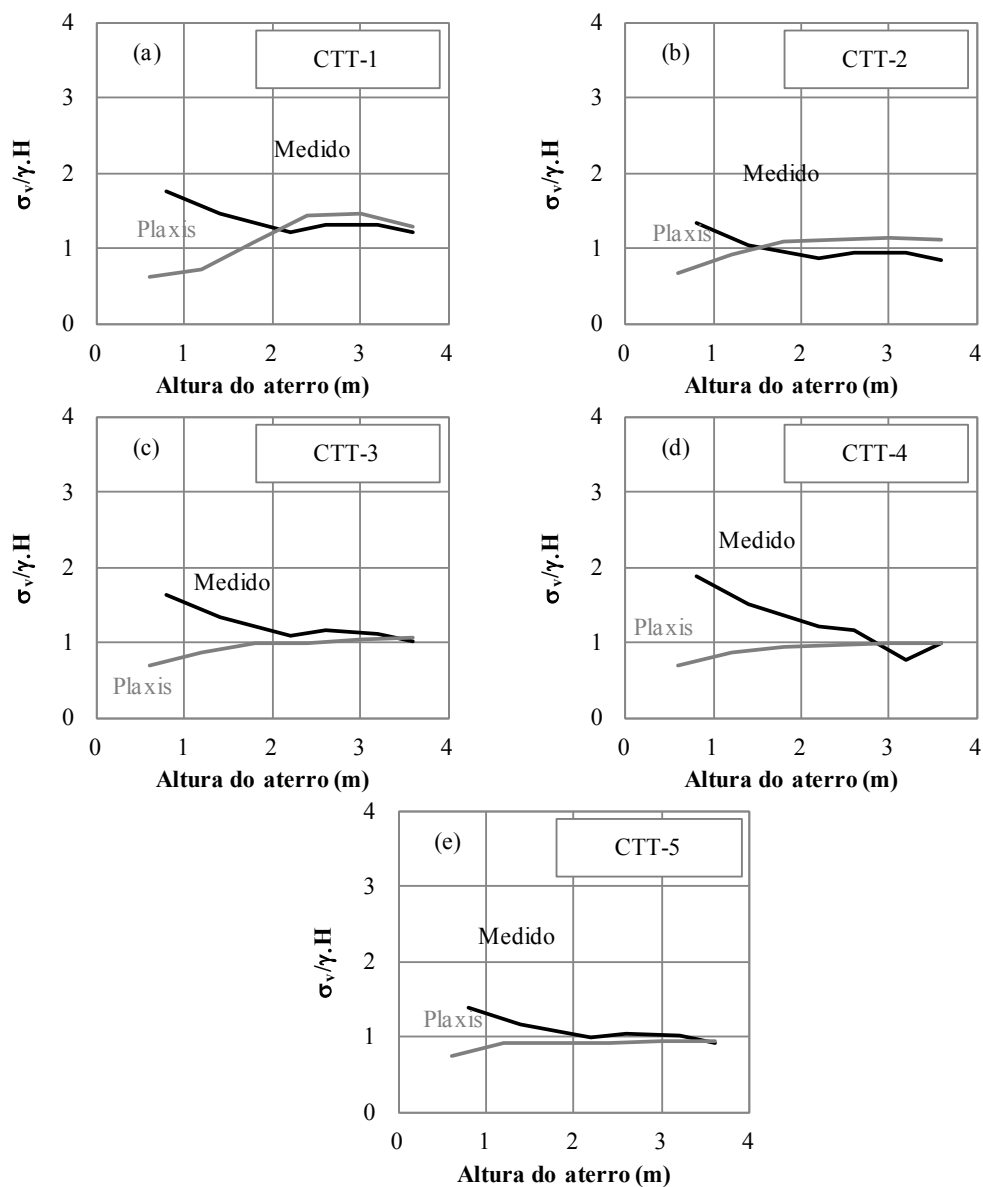 (a)
CTT-1
4
3
2
1
0
σv/γ.H
Medido
Plaxis
0 1 2 3 4
Altura do aterro (m)
(b)
CTT-2
4
3
2
1
0
σv/γ.H
Medido
Plaxis
0 1 2 3 4
Altura do aterro (m)
(c)
CTT-3
4
3
2
1
0
σv/γ.H
Medido
Plaxis
0 1 2 3 4
Altura do aterro (m)
(d)
CTT-4
4
3
2
1
0
σv/γ.H
Medido
Plaxis
0 1 2 3 4
Altura do aterro (m)
(e)
CTT-5
4
3
2
1
0
σv/γ.H
Medido
Plaxis
0 1 2 3 4
Altura do aterro (m)